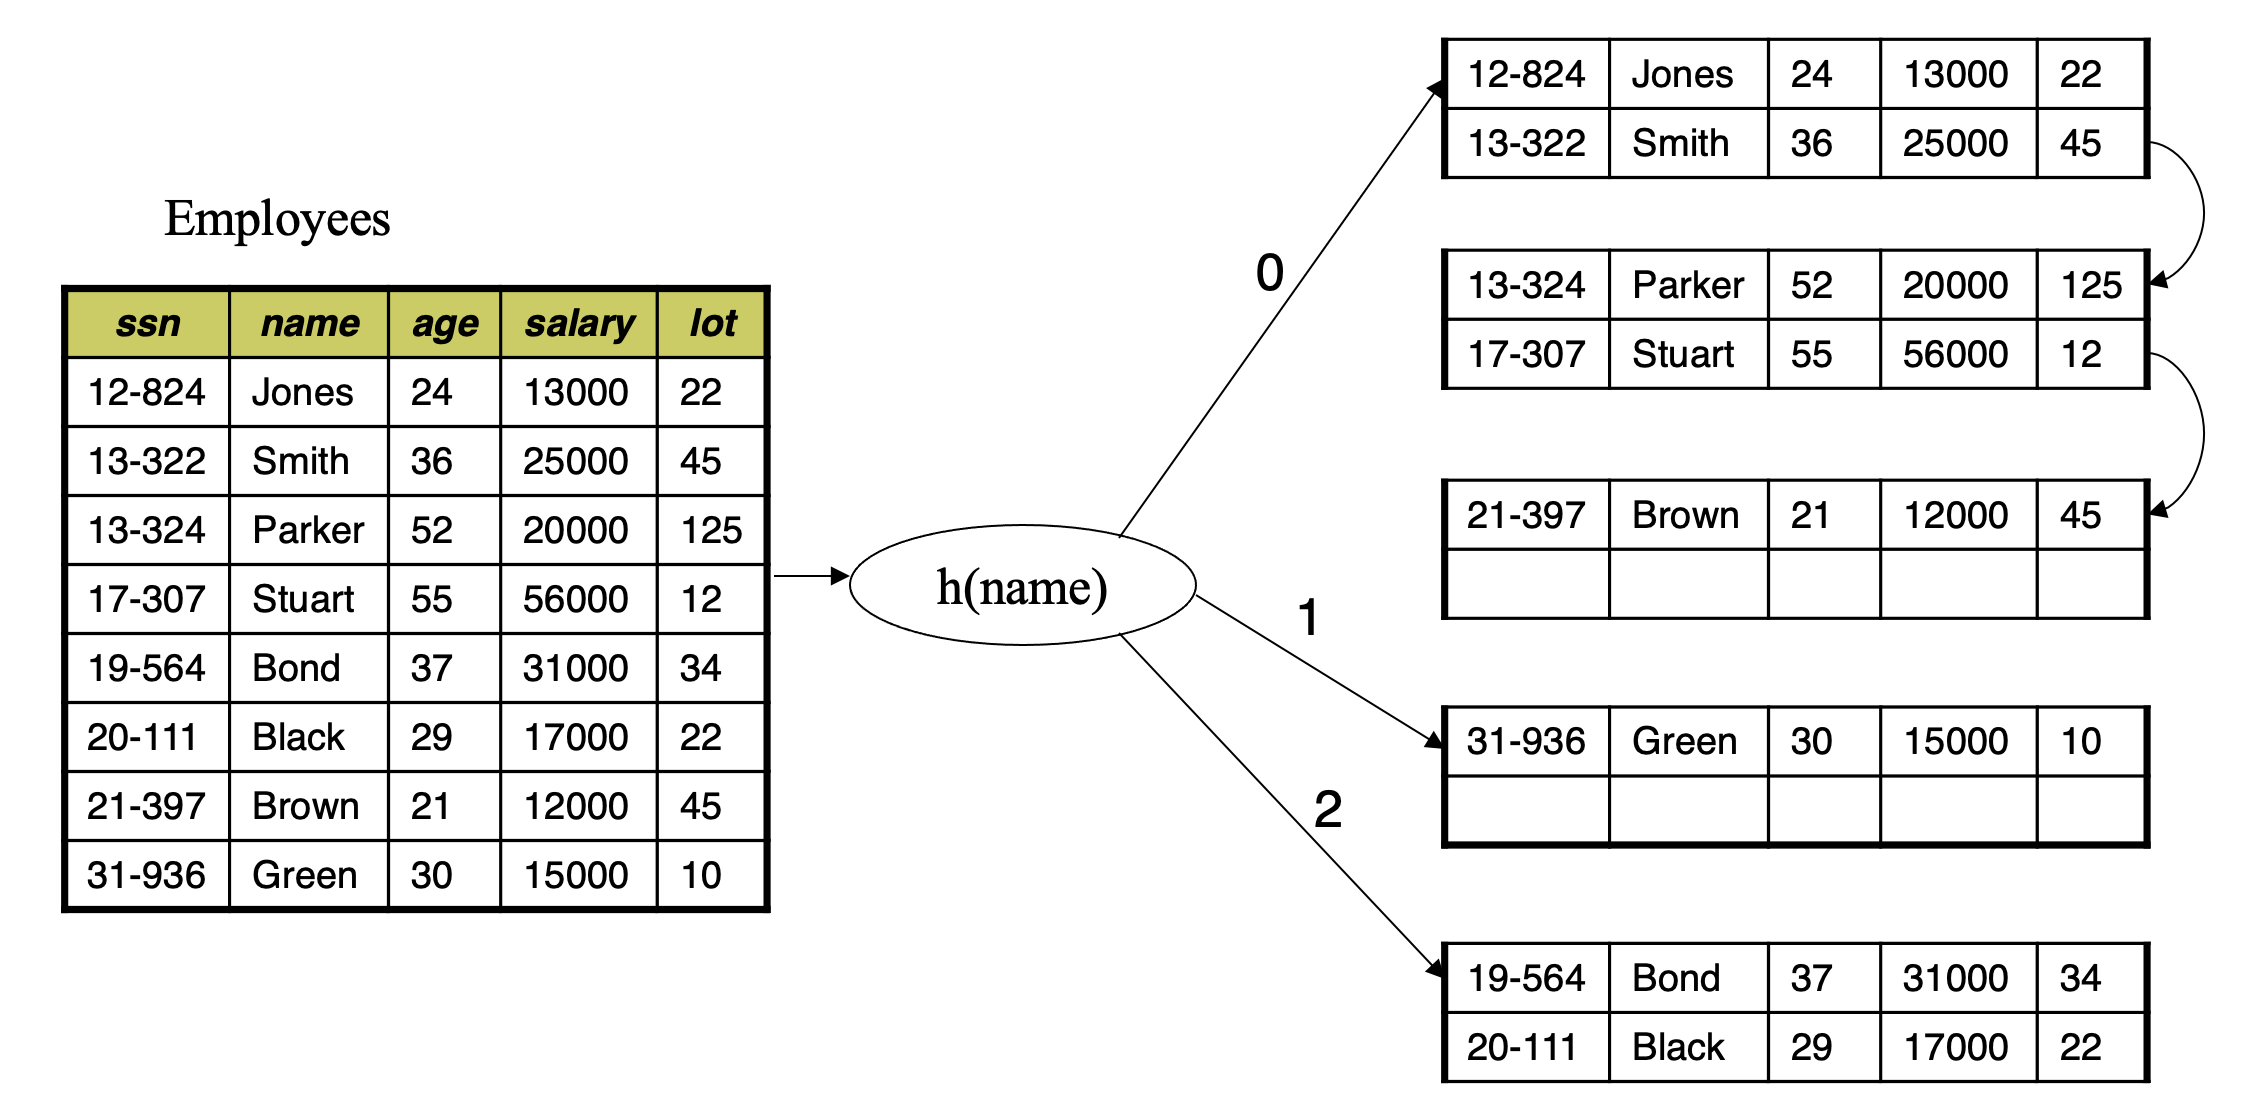 Employees
ssn name age salary lot
12-824 Jones 24 13000 22
13-322 Smith 36 25000 45
13-324 Parker 52 20000 125
17-307 Stuart 55 56000 12
19-564 Bond 37 31000 34
20-111 Black 29 17000 22
21-397 Brown 21 12000 45
31-936 Green 30 15000 10
h(name)
0
12-824 Jones 24 13000 22
13-322 Smith 36 25000 45
13-324 Parker 52 20000 125
17-307 Stuart 55 56000 12
21-397 Brown 21 12000 45
1
31-936 Green 30 15000 10
2
19-564 Bond 37 31000 34
20-111 Black 29 17000 22